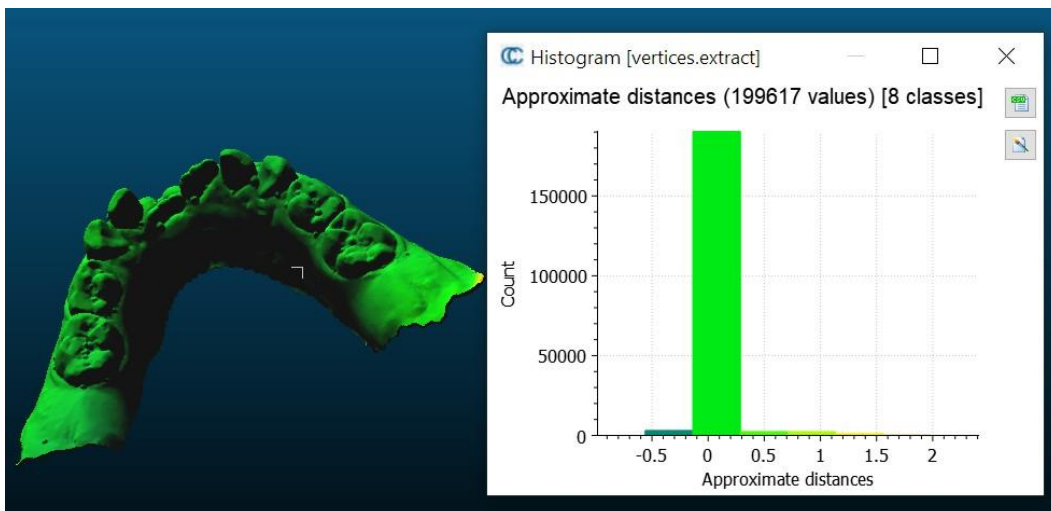 Histogram [vertices.extract]
Approximate distances (199617 values) [8 classes]
150000
100000
50000
0
Count
-0.5 0 0.5 1 1.5 2
Approximate distances